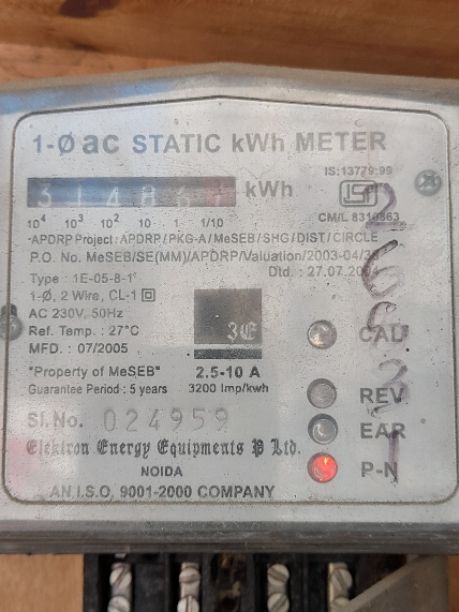 1-Ø ac STATIC kWh METER
IS:13779:99
314861 kWh
CM/L 8310863
10⁴ 10³ 10² 10 1 1/10
APDRP Project: APDRP/PKG-A/MeSEB/SHG/DIST/CIRCLE
P.O. No. MeSEB/SE(MM)/APDRP/Valuation/2003-04/38
Dtd. : 27.07.2004
Type : 1E-05-8-1
1-Ø, 2 Wire, CL-1
AC 230V, 50Hz
Ref. Temp. : 27°C
MFD. : 07/2005
3E
CAL
"Property of MeSEB" 2.5-10 A
Guarantee Period : 5 years 3200 Imp/kwh
REV
Sl.No. 024959
EAR
Elektron Energy Equipments P Ltd.
P-N
NOIDA
AN I.S.O, 9001-2000 COMPANY